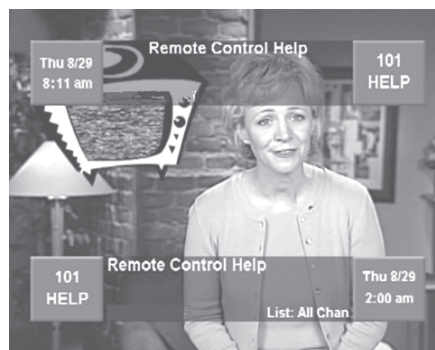 Remote Control Help
Thu 8/29
8:11 am
101
HELP
101
HELP
Remote Control Help
List: All Chan
Thu 8/29
2:00 am